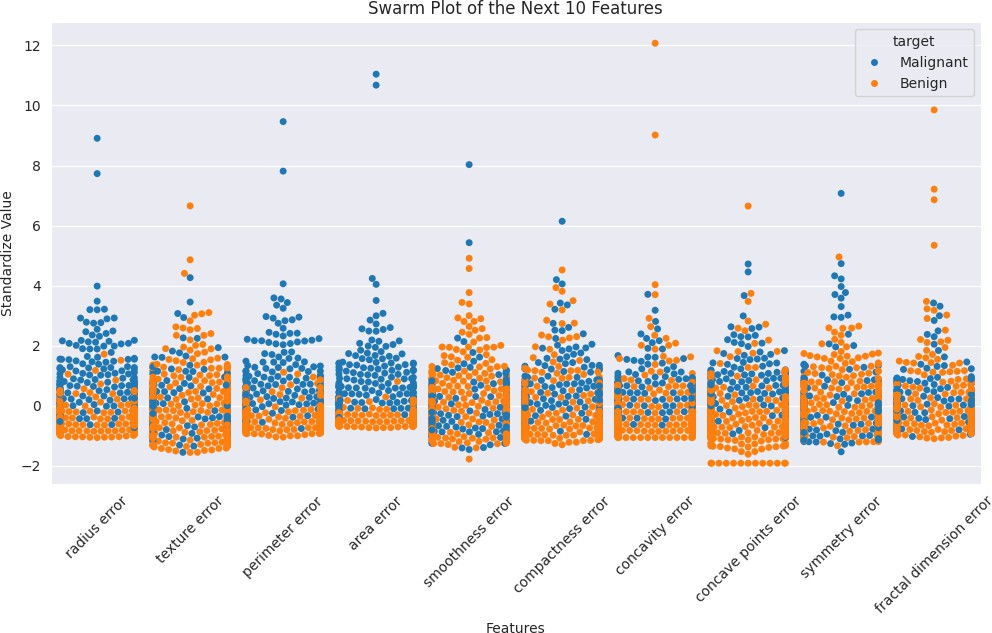 Swarm Plot of the Next 10 Features
target
Malignant
Benign
Standardize Value
12
10
8
6
4
2
0
−2
radius error
texture error
perimeter error
area error
smoothness error
compactness error
concavity error
concave points error
symmetry error
fractal dimension error
Features